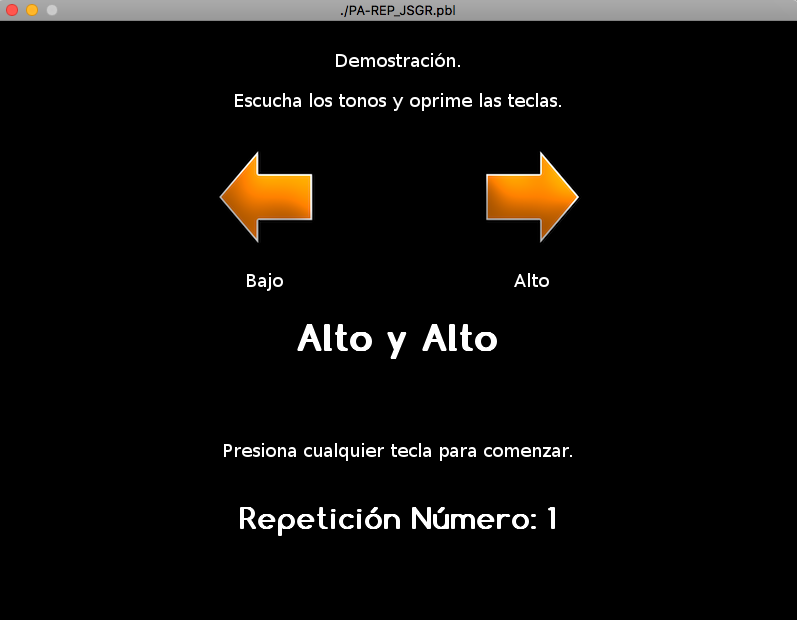 ./PA-REP_JSGR.pbl
Demostración.
Escucha los tonos y oprime las teclas.
Bajo Alto
Alto y Alto
Presiona cualquier tecla para comenzar.
Repetición Número: 1